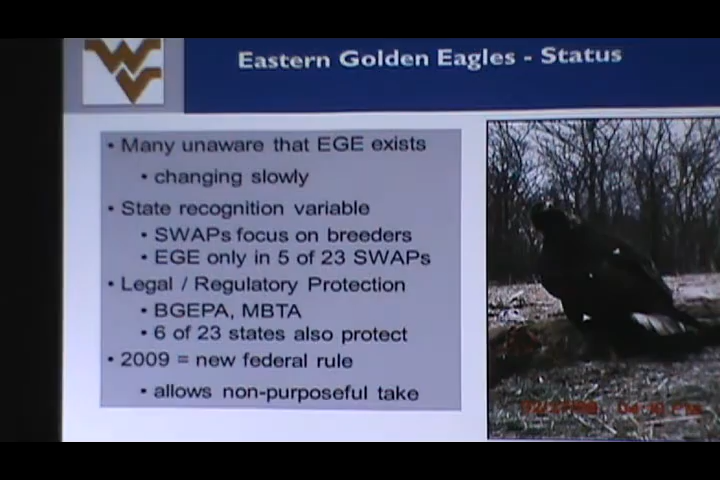 WV
Eastern Golden Eagles - Status
• Many unaware that EGE exists
• changing slowly
• State recognition variable
• SWAPs focus on breeders
• EGE only in 5 of 23 SWAPs
• Legal / Regulatory Protection
• BGEPA, MBTA
• 6 of 23 states also protect
• 2009 = new federal rule
• allows non-purposeful take